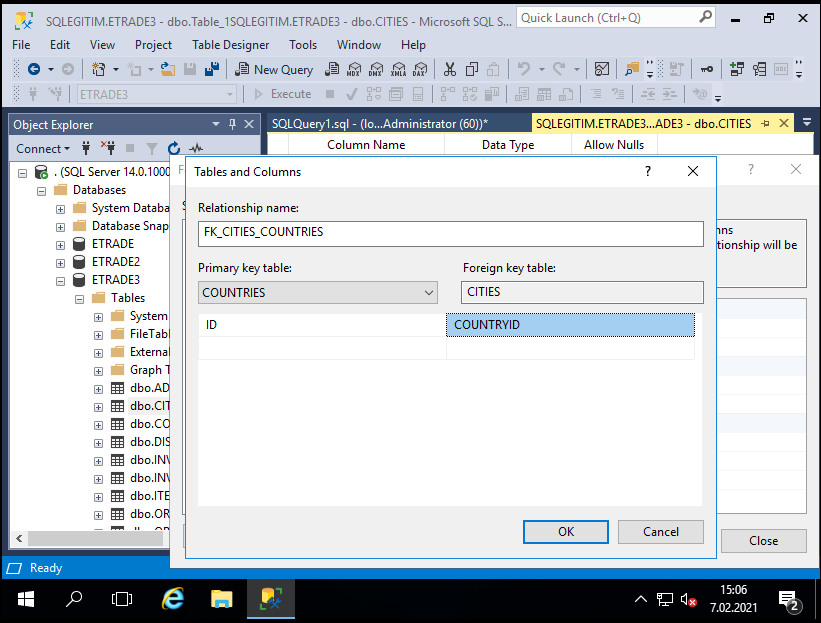 SQLEGITIM.ETRADE3 - dbo.Table_1SQLEGITIM.ETRADE3 - dbo.CITIES - Microsoft SQL S...
Quick Launch (Ctrl+Q)
File Edit View Project Table Designer Tools Window Help
New Query
MDX DMX XMLA DAX
ETRADE3
Execute
Object Explorer
SQLQuery1.sql - (lo...Administrator (60))*
SQLEGITIM.ETRADE3...ADE3 - dbo.CITIES
Connect
Column Name Data Type Allow Nulls
. (SQL Server 14.0.1000
Databases
System Databa
Database Snap
ETRADE
ETRADE2
ETRADE3
Tables
System
FileTabl
External
Graph T
dbo.AD
dbo.CIT
dbo.CO
dbo.DIS
dbo.INV
dbo.INV
dbo.ITE
dbo.OR
Tables and Columns
?
?
Relationship name:
FK_CITIES_COUNTRIES
Primary key table:
Foreign key table:
COUNTRIES
CITIES
ID
COUNTRYID
mns
tionship will be
OK
Cancel
Close
Ready
15:06
7.02.2021
2